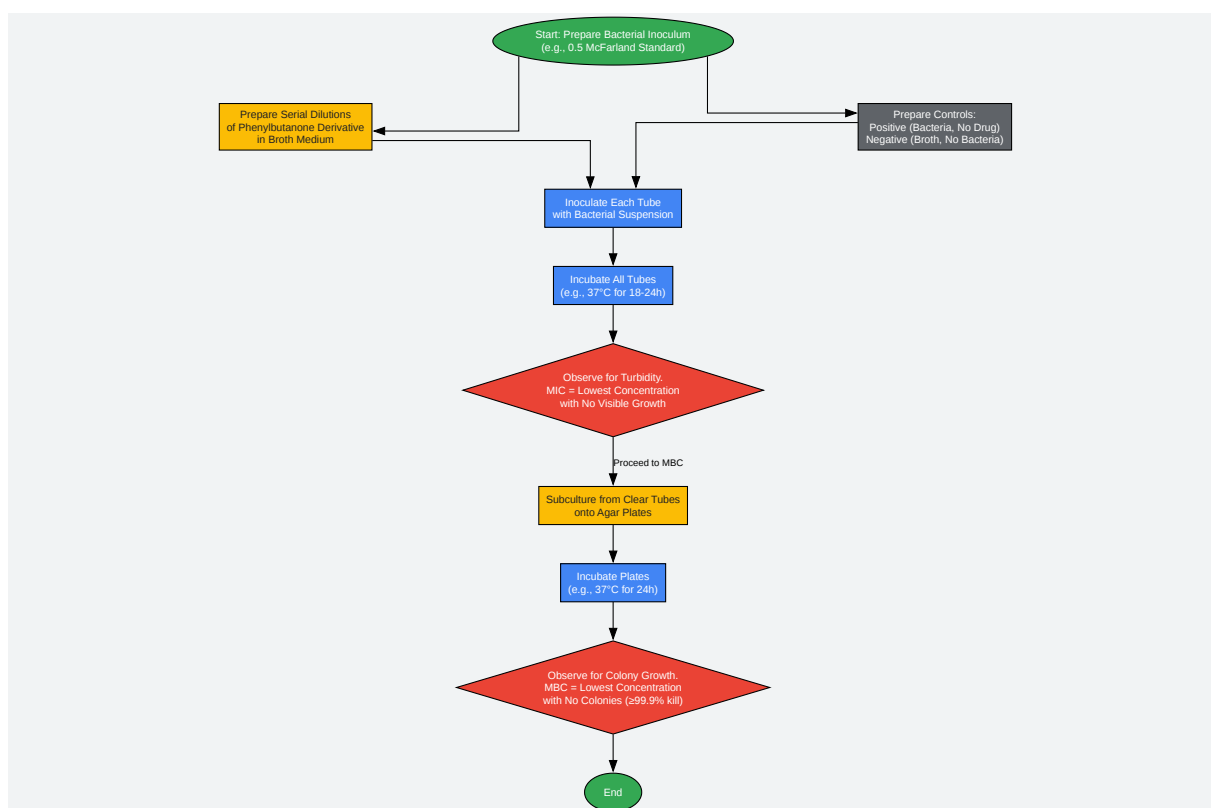 Start: Prepare Bacterial Inoculum
(e.g., 0.5 McFarland Standard)
Prepare Serial Dilutions
of Phenylbutanone Derivative
in Broth Medium
Prepare Controls:
Positive (Bacteria, No Drug)
Negative (Broth, No Bacteria)
Inoculate Each Tube
with Bacterial Suspension
Incubate All Tubes
(e.g., 37°C for 18-24h)
Observe for Turbidity.
MIC = Lowest Concentration
with No Visible Growth
Proceed to MBC
Subculture from Clear Tubes
onto Agar Plates
Incubate Plates
(e.g., 37°C for 24h)
Observe for Colony Growth.
MBC = Lowest Concentration
with No Colonies (≥99.9% kill)
End